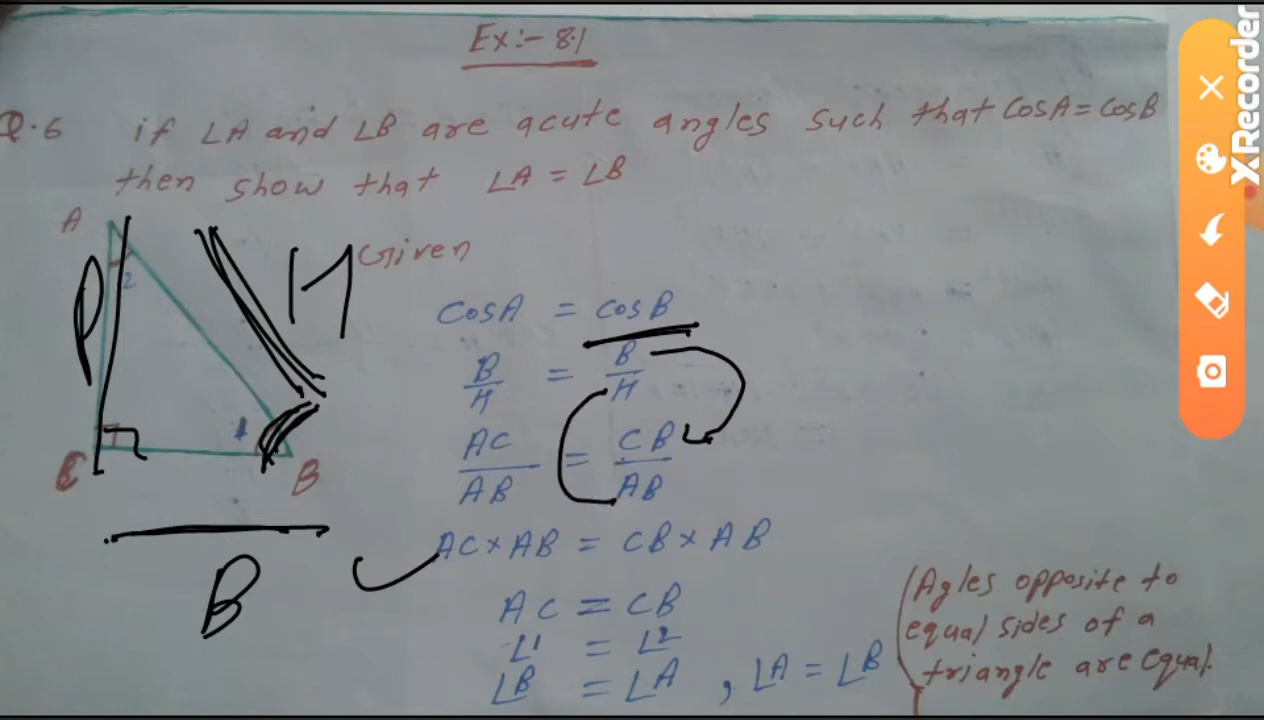 Ex:- 8.1
Q.6 if ∠A and ∠B are acute angles such that CosA = CosB
then show that ∠A = ∠B
A
2
P
H
Given
CosA = cosB
B/H = B/H
AC/AB = CB/AB
1
C
B
AC × AB = CB × AB
B
AC = CB
∠1 = ∠2
∠B = ∠A , ∠A = ∠B
(Agles opposite to
equal sides of a
triangle are equal.
XRecorder